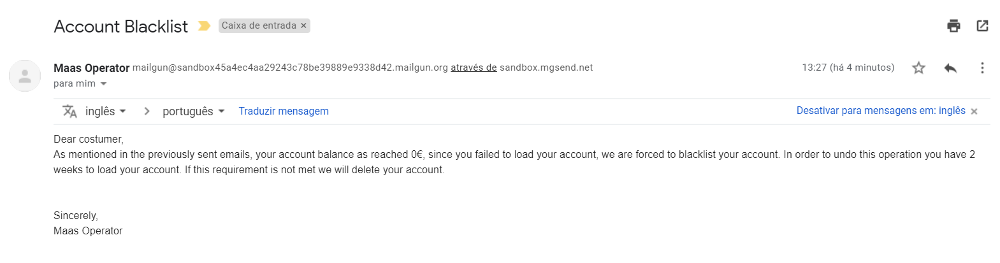 Account Blacklist Caixa de entrada ×
Maas Operator mailgun@sandbox45a4ec4aa29243c78be39889e9338d42.mailgun.org através de sandbox.mgsend.net 13:27 (há 4 minutos)
para mim
inglês > português Traduzir mensagem Desativar para mensagens em: inglês ×
Dear costumer,
As mentioned in the previously sent emails, your account balance as reached 0€, since you failed to load your account, we are forced to blacklist your account. In order to undo this operation you have 2
weeks to load your account. If this requirement is not met we will delete your account.
Sincerely,
Maas Operator